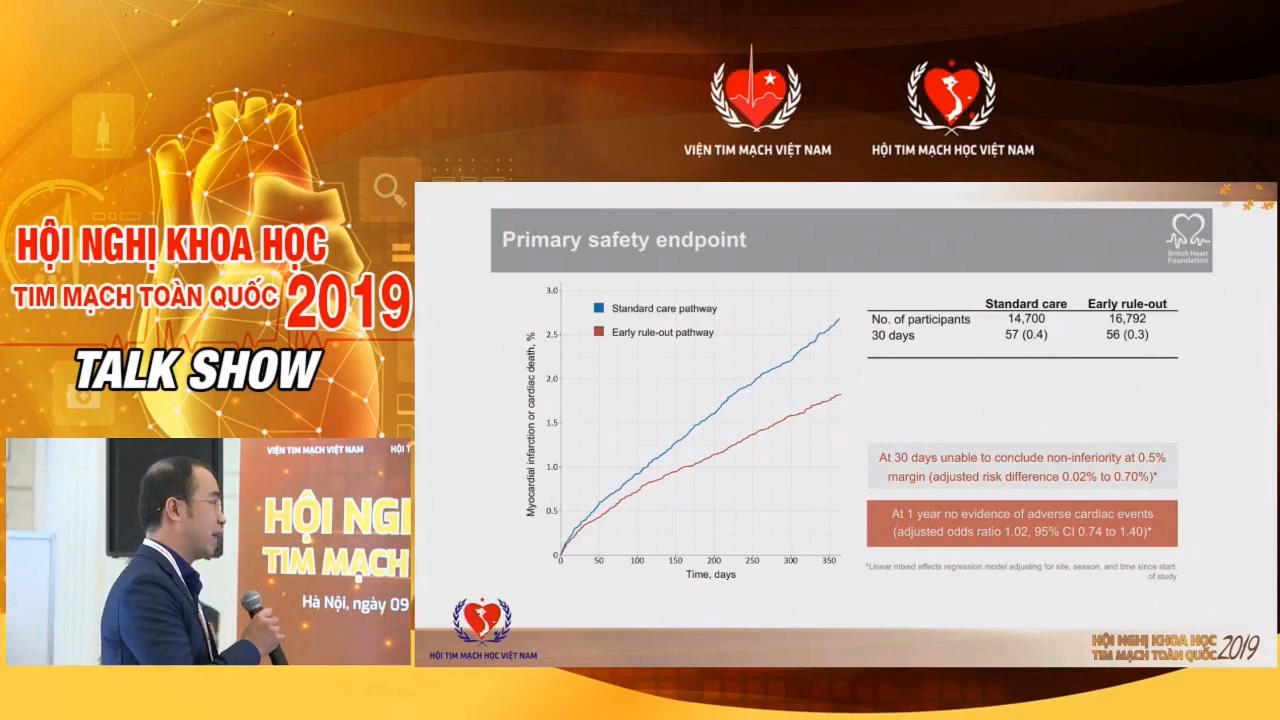 VIỆN TIM MẠCH VIỆT NAM
HỘI TIM MẠCH HỌC VIỆT NAM
HỘI NGHỊ KHOA HỌC
TIM MẠCH TOÀN QUỐC 2019
TALK SHOW
VIỆN TIM MẠCH VIỆT NAM
HỘI T
HỘI NGH
TIM MẠCH
Hà Nội, ngày 09
Primary safety endpoint
British Heart
Foundation
Myocardial infarction or cardiac death, %
3.0
2.5
2.0
1.5
1.0
0.5
0
Standard care pathway
Early rule-out pathway
0 50 100 150 200 250 300 350
Time, days
Standard care Early rule-out
No. of participants 14,700 16,792
30 days 57 (0.4) 56 (0.3)
At 30 days unable to conclude non-inferiority at 0.5%
margin (adjusted risk difference 0.02% to 0.70%)*
At 1 year no evidence of adverse cardiac events
(adjusted odds ratio 1.02, 95% CI 0.74 to 1.40)*
*Linear mixed effects regression model adjusting for site, season, and time since start
of study
HỘI TIM MẠCH HỌC VIỆT NAM
HỘI NGHỊ KHOA HỌC
TIM MẠCH TOÀN QUỐC 2019